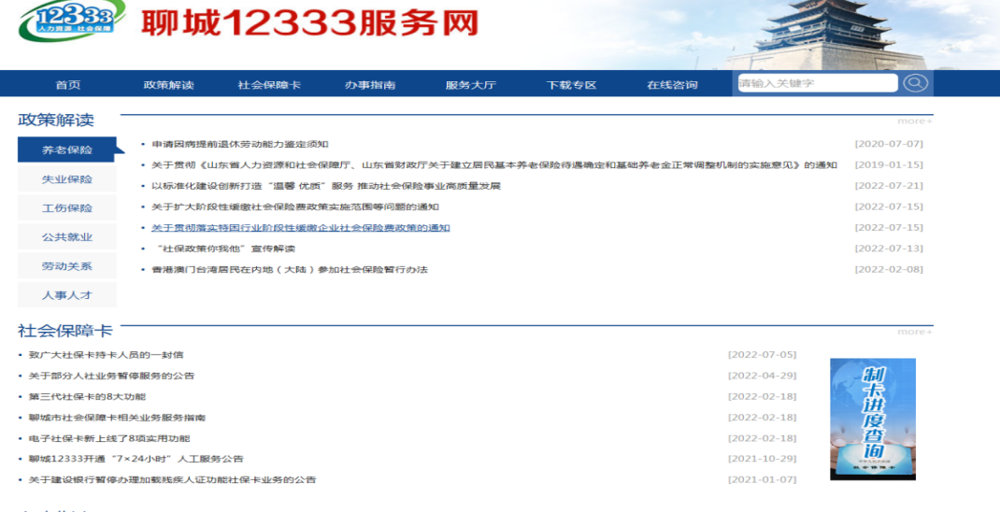 12333
人力资源 社会保障
聊城12333服务网
首页 政策解读 社会保障卡 办事指南 服务大厅 下载专区 在线咨询 请输入关键字
政策解读
more+
养老保险
失业保险
工伤保险
公共就业
劳动关系
人事人才
• 申请因病提前退休劳动能力鉴定须知 [2020-07-07]
• 关于贯彻《山东省人力资源和社会保障厅、山东省财政厅关于建立居民基本养老保险待遇确定和基础养老金正常调整机制的实施意见》的通知 [2019-01-15]
• 以标准化建设创新打造“温馨 优质”服务 推动社会保险事业高质量发展 [2022-07-21]
• 关于扩大阶段性缓缴社会保险费政策实施范围等问题的通知 [2022-07-15]
• 关于贯彻落实特困行业阶段性缓缴企业社会保险费政策的通知 [2022-07-15]
• “社保政策你我他”宣传解读 [2022-07-13]
• 香港澳门台湾居民在内地（大陆）参加社会保险暂行办法 [2022-02-08]
社会保障卡
more+
• 致广大社保卡持卡人员的一封信 [2022-07-05]
• 关于部分人社业务暂停服务的公告 [2022-04-29]
• 第三代社保卡的8大功能 [2022-02-18]
• 聊城市社会保障卡相关业务服务指南 [2022-02-18]
• 电子社保卡新上线了8项实用功能 [2022-02-18]
• 聊城12333开通“7×24小时”人工服务公告 [2021-10-29]
• 关于建设银行暂停办理加载残疾人证功能社保卡业务的公告 [2021-01-07]
制卡进度查询
社会保障卡